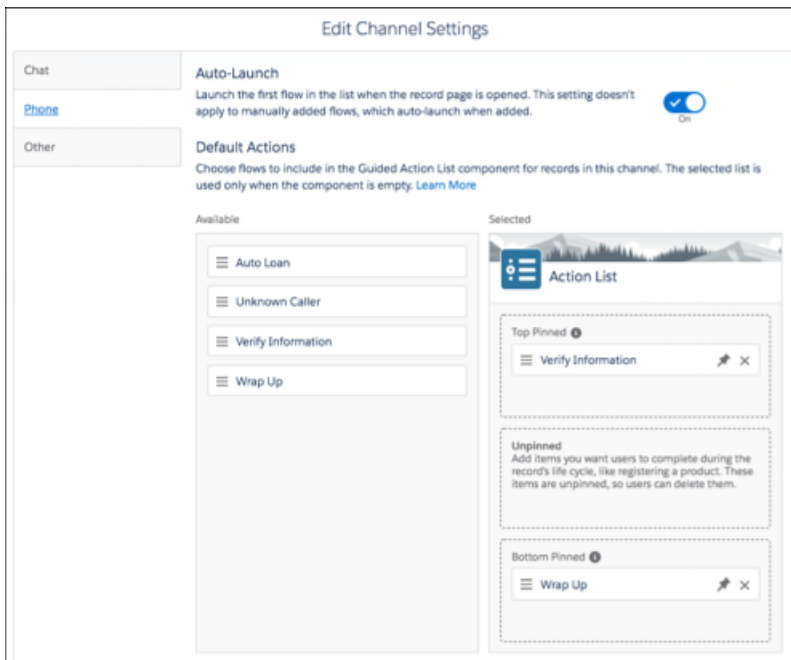 Edit Channel Settings
Chat
Phone
Other
Auto-Launch
Launch the first flow in the list when the record page is opened. This setting doesn't
apply to manually added flows, which auto-launch when added.
On
Default Actions
Choose flows to include in the Guided Action List component for records in this channel. The selected list is
used only when the component is empty. Learn More
Available
Auto Loan
Unknown Caller
Verify Information
Wrap Up
Selected
Action List
Top Pinned
Verify Information
Unpinned
Add items you want users to complete during the
record's life cycle, like registering a product. These
items are unpinned, so users can delete them.
Bottom Pinned
Wrap Up